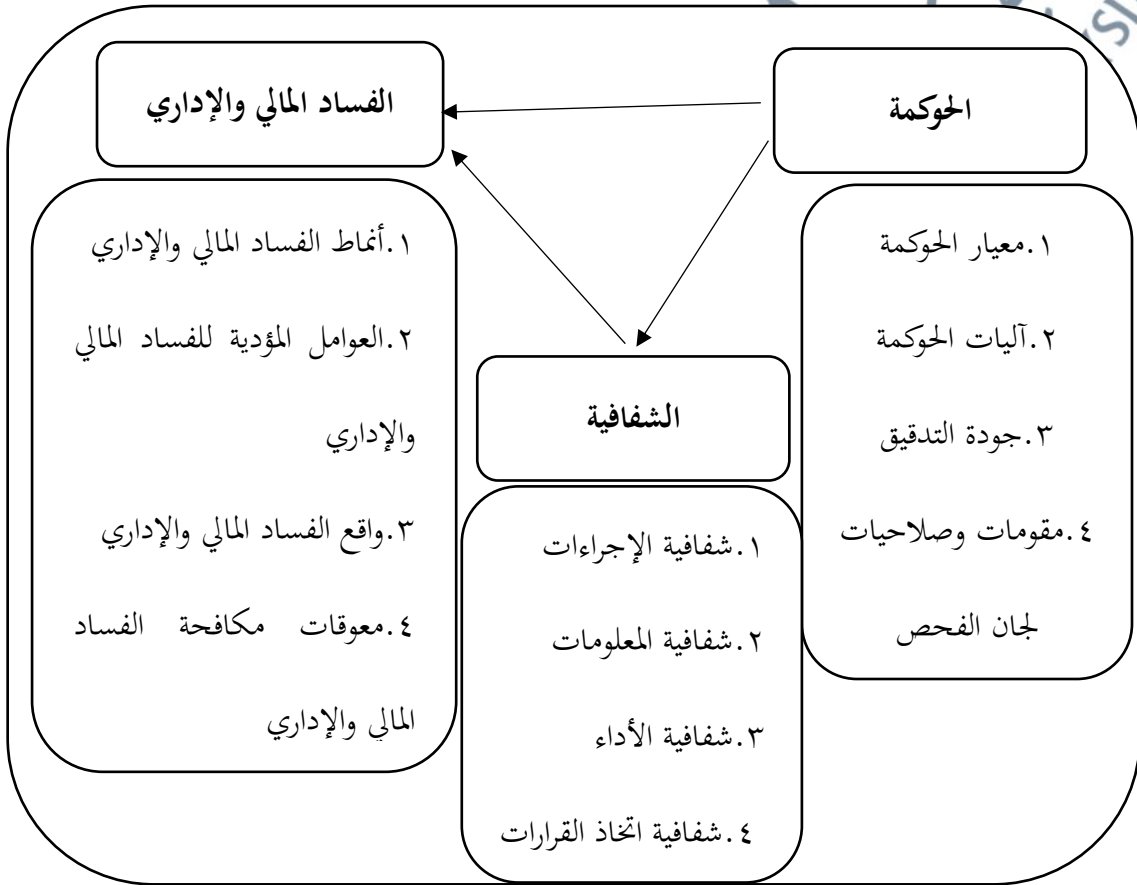 الحوكمة
١.معيار الحوكمة
٢.آليات الحوكمة
٣.جودة التدقيق
٤.مقومات وصلاحيات
لجان الفحص
الشفافية
١.شفافية الإجراءات
٢.شفافية المعلومات
٣.شفافية الأداء
٤.شفافية اتخاذ القرارات
الفساد المالي والإداري
١.أنماط الفساد المالي والإداري
٢.العوامل المؤدية للفساد المالي
والإداري
٣.واقع الفساد المالي والإداري
٤.معوقات مكافحة الفساد
المالي والإداري